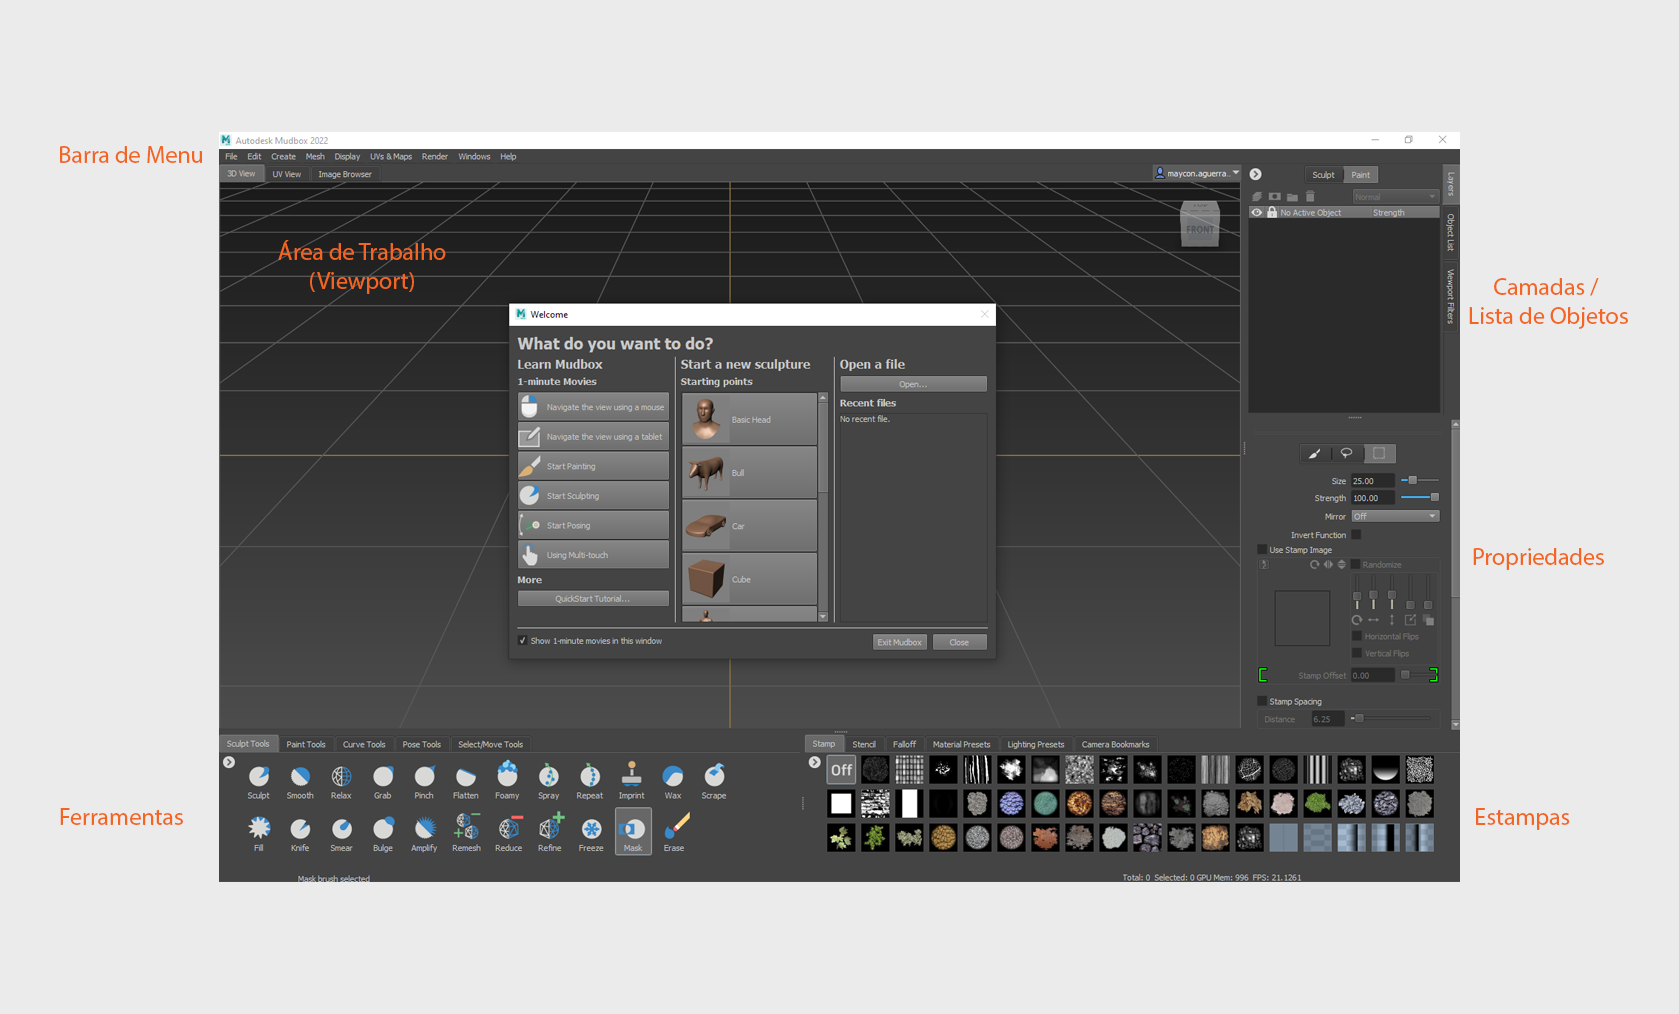 Autodesk Mudbox 2022
Barra de Menu
File Edit Create Mesh Display UVs & Maps Render Windows Help
3D View UV View Image Browser
maycon.aguerra..
Sculpt Paint
Layers
Normal
No Active Object Strength
Object List
FRONT
Área de Trabalho
(Viewport)
Viewport Filters
Camadas /
Lista de Objetos
Welcome
What do you want to do?
Learn Mudbox
1-minute Movies
Navigate the view using a mouse
Navigate the view using a tablet
Start Painting
Start Sculpting
Start Posing
Using Multi-touch
More
QuickStart Tutorial...
Start a new sculpture
Starting points
Basic Head
Bull
Car
Cube
Open a file
Open...
Recent files
No recent file.
Show 1-minute movies in this window
Exit Mudbox Close
Size 25.00
Strength 100.00
Mirror Off
Invert Function
Use Stamp Image
Randomize
Horizontal Flips
Vertical Flips
Stamp Offset 0.00
Stamp Spacing
Distance 6.25
Propriedades
Sculpt Tools Paint Tools Curve Tools Pose Tools Select/Move Tools
Sculpt Smooth Relax Grab Pinch Flatten Foamy Spray Repeat Imprint Wax Scrape
Ferramentas
Fill Knife Smear Bulge Amplify Remesh Reduce Refine Freeze Mask Erase
Mask brush selected
Stamp Stencil Falloff Material Presets Lighting Presets Camera Bookmarks
Off
Estampas
Total: 0 Selected: 0 GPU Mem: 996 FPS: 21.1261